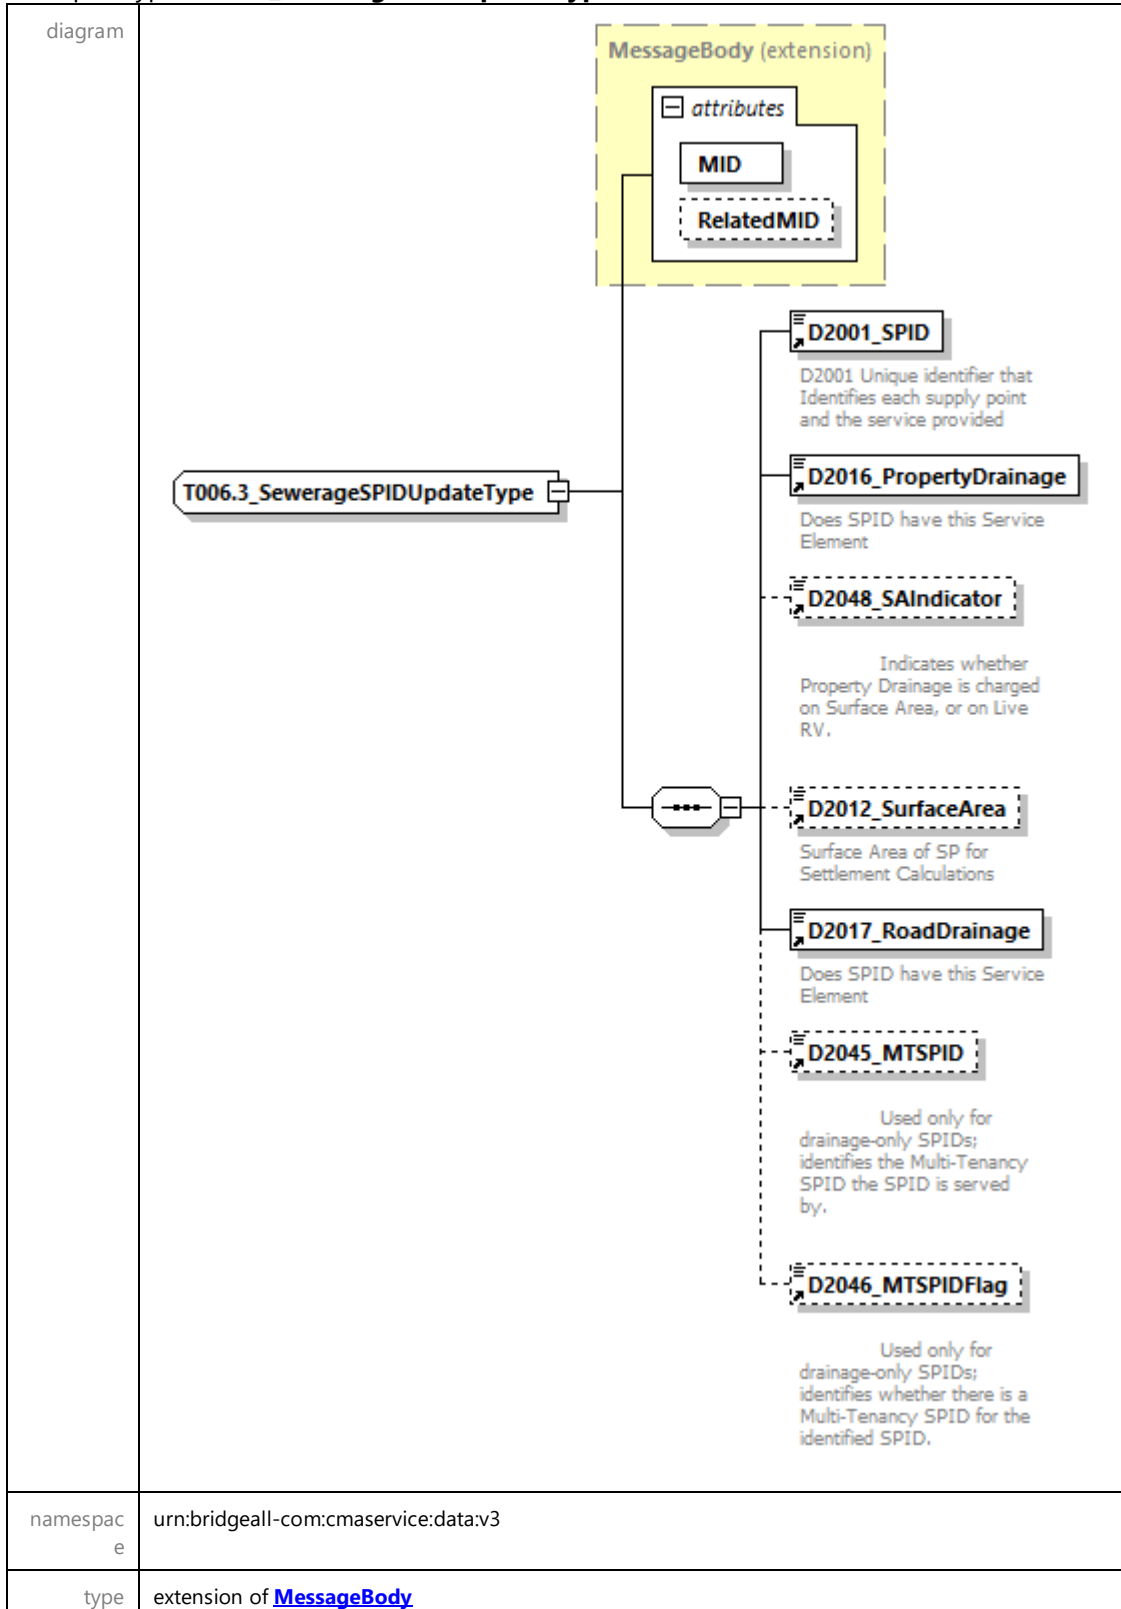 diagram
MessageBody (extension)
attributes
MID
RelatedMID
D2001_SPID
D2001 Unique identifier that
Identifies each supply point
and the service provided
T006.3_SewerageSPIDUpdateType
D2016_PropertyDrainage
Does SPID have this Service
Element
D2048_SAIndicator
Indicates whether
Property Drainage is charged
on Surface Area, or on Live
RV.
D2012_SurfaceArea
Surface Area of SP for
Settlement Calculations
D2017_RoadDrainage
Does SPID have this Service
Element
D2045_MTSPID
Used only for
drainage-only SPIDs;
identifies the Multi-Tenancy
SPID the SPID is served
by.
D2046_MTSPIDFlag
Used only for
drainage-only SPIDs;
identifies whether there is a
Multi-Tenancy SPID for the
identified SPID.
namespac
e
urn:bridgeall-com:cmaservice:data:v3
type
extension of MessageBody